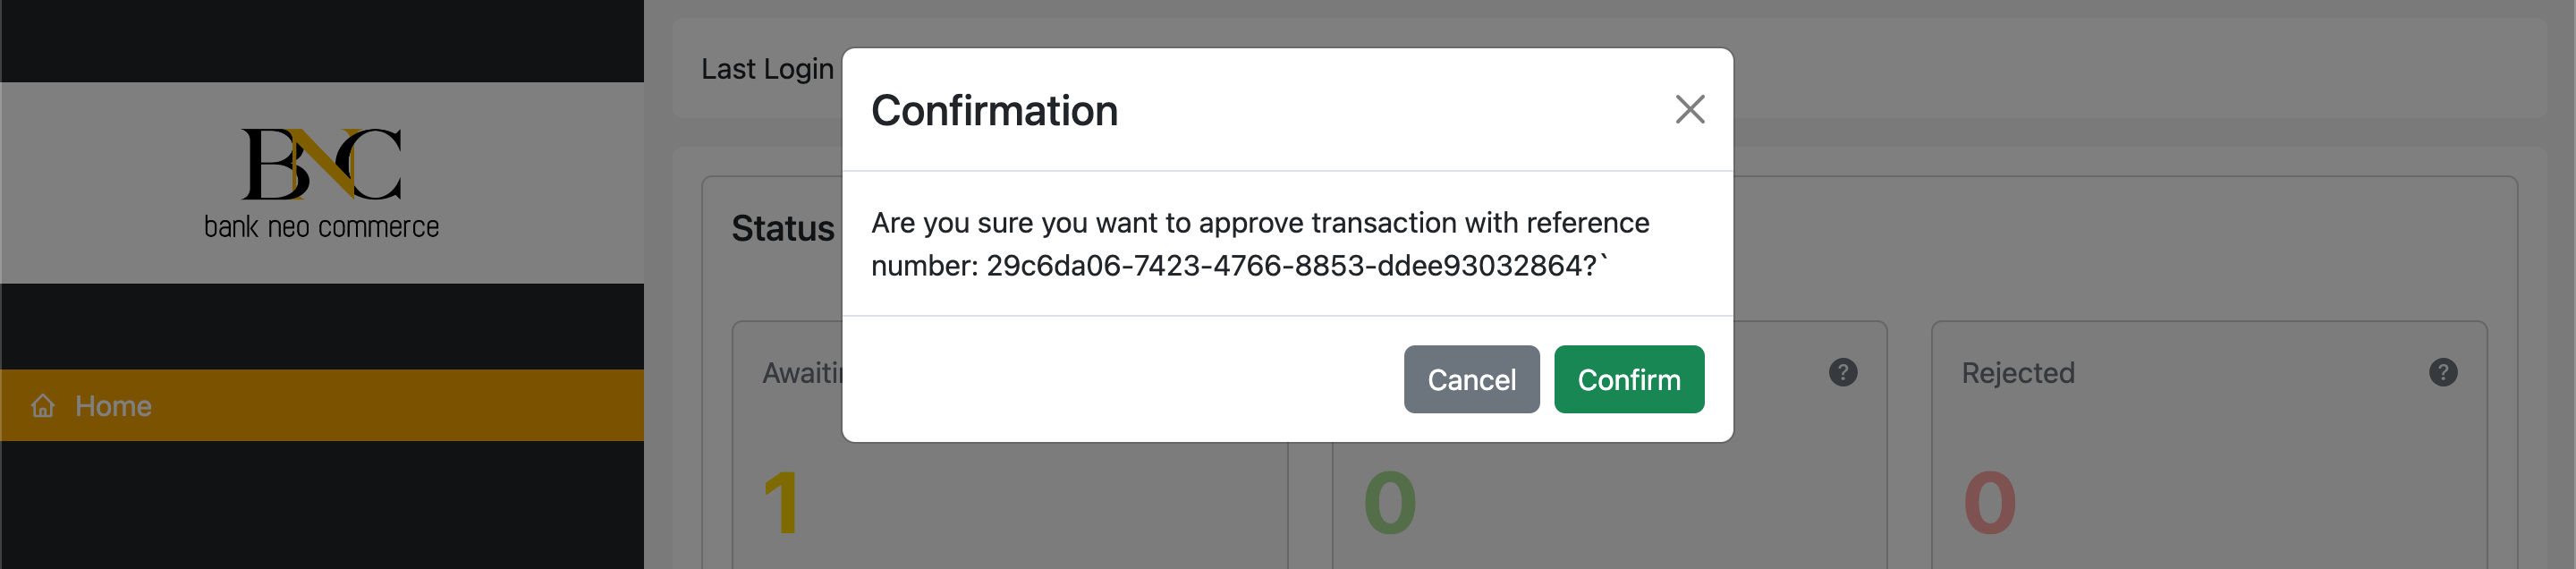 BNC
bank neo commerce
Home
Last Login
Confirmation
Are you sure you want to approve transaction with reference
number: 29c6da06-7423-4766-8853-ddee93032864?`
Cancel
Confirm
Status
?
Rejected
?
1
0
0